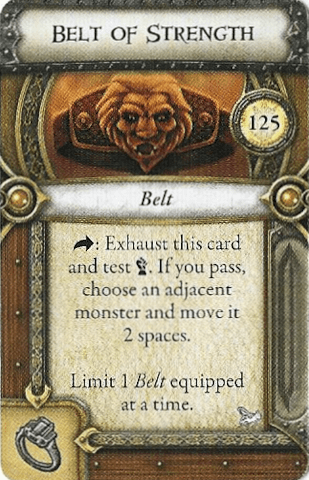 BELT OF STRENGTH
125
Belt
: Exhaust this card
and test . If you pass,
choose an adjacent
monster and move it
2 spaces.
Limit 1 Belt equipped
at a time.